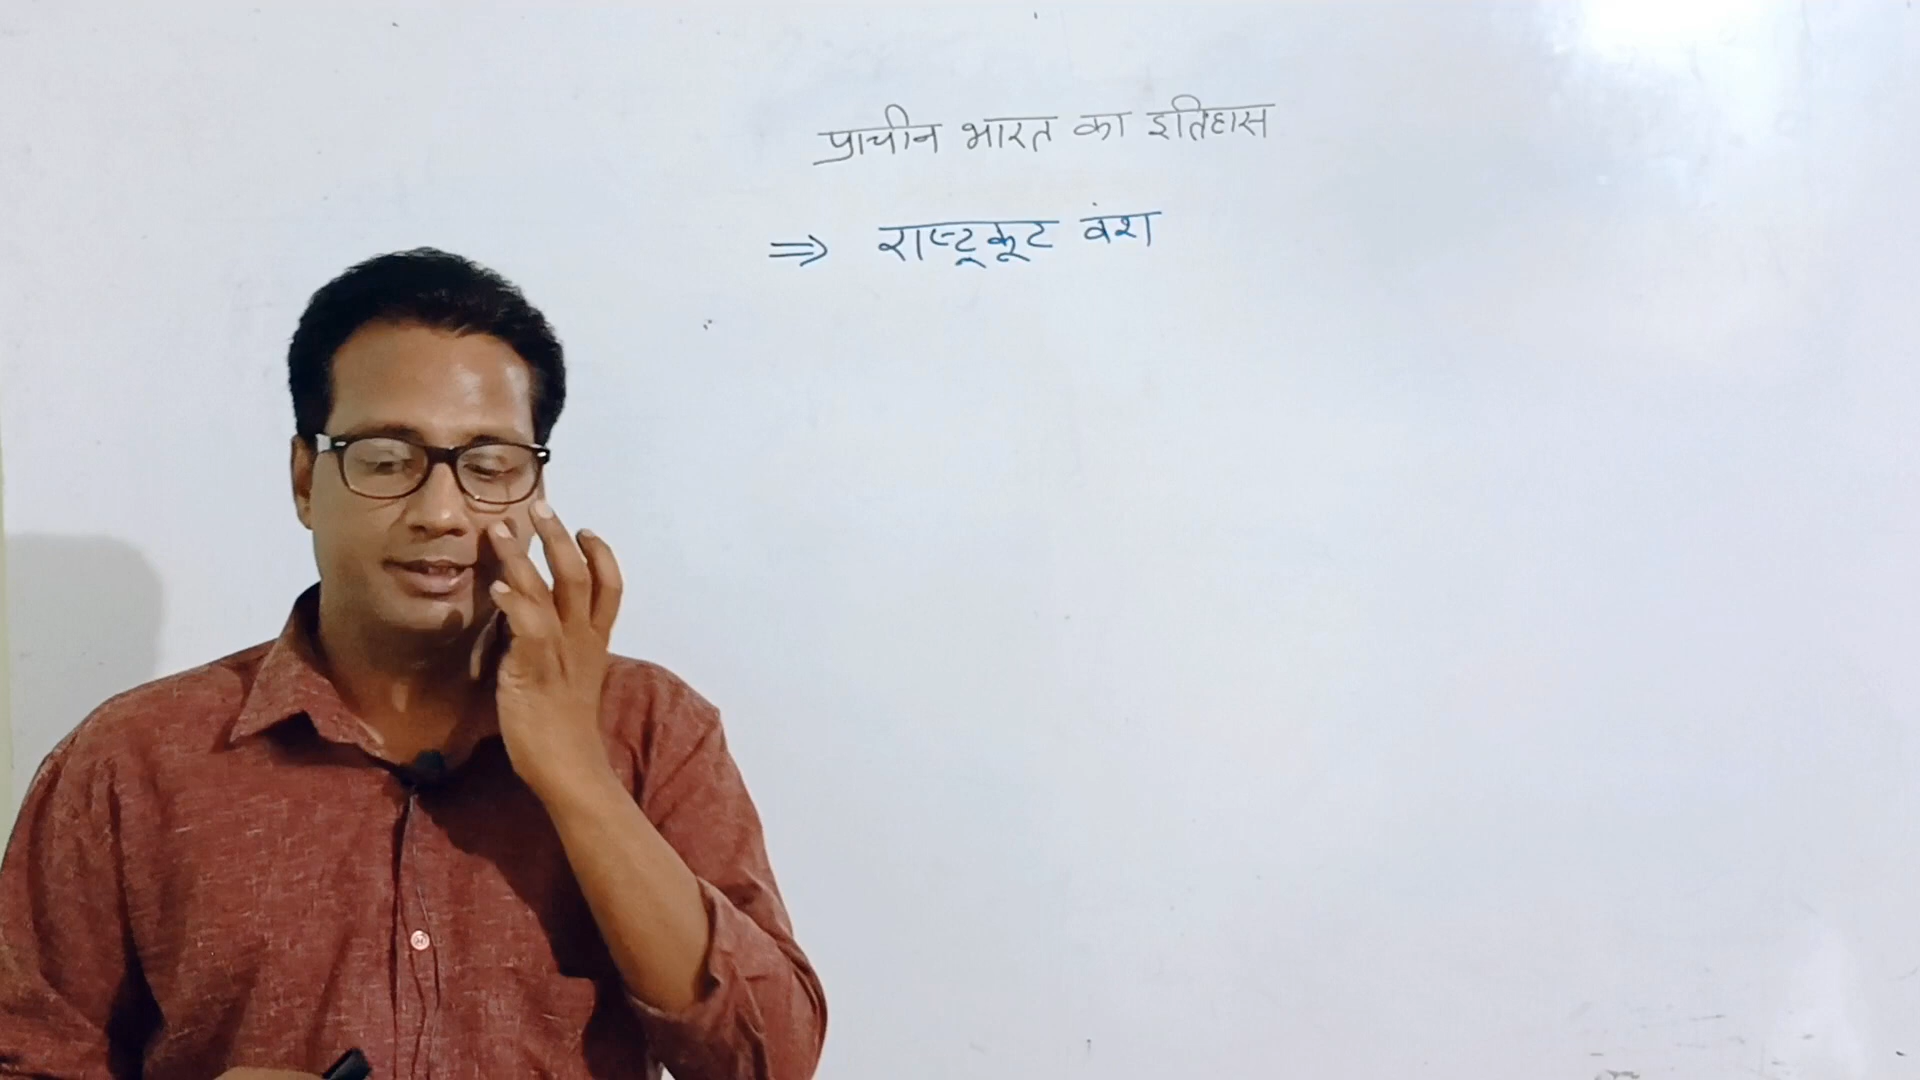 प्राचीन भारत का इतिहास
⇒ राष्ट्रकूट वंश